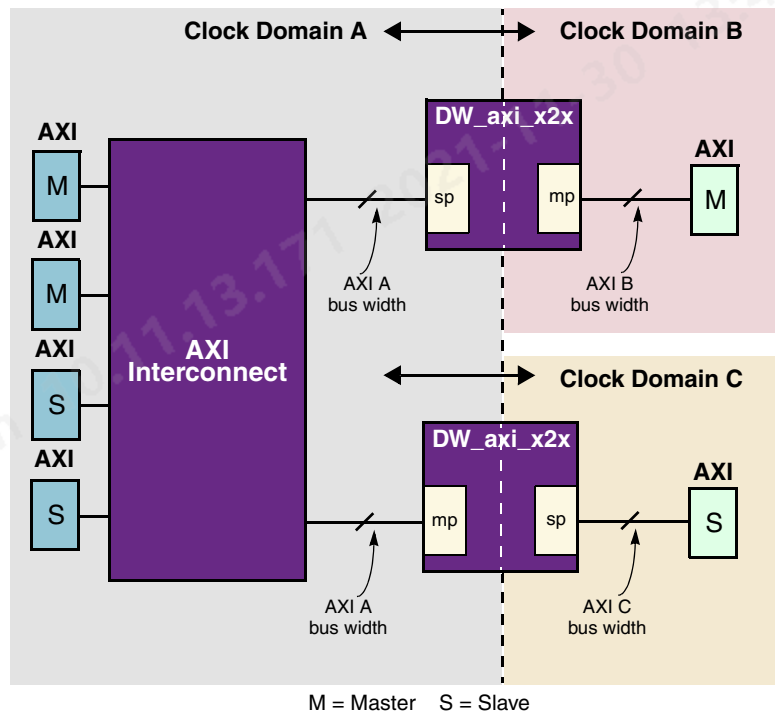 Clock Domain A
Clock Domain B
DW_axi_x2x
AXI
M
sp
mp
AXI
M
AXI A
bus width
AXI B
bus width
AXI
M
AXI
Interconnect
AXI
S
Clock Domain C
DW_axi_x2x
AXI
S
mp
sp
AXI
S
AXI A
bus width
AXI C
bus width
M = Master S = Slave